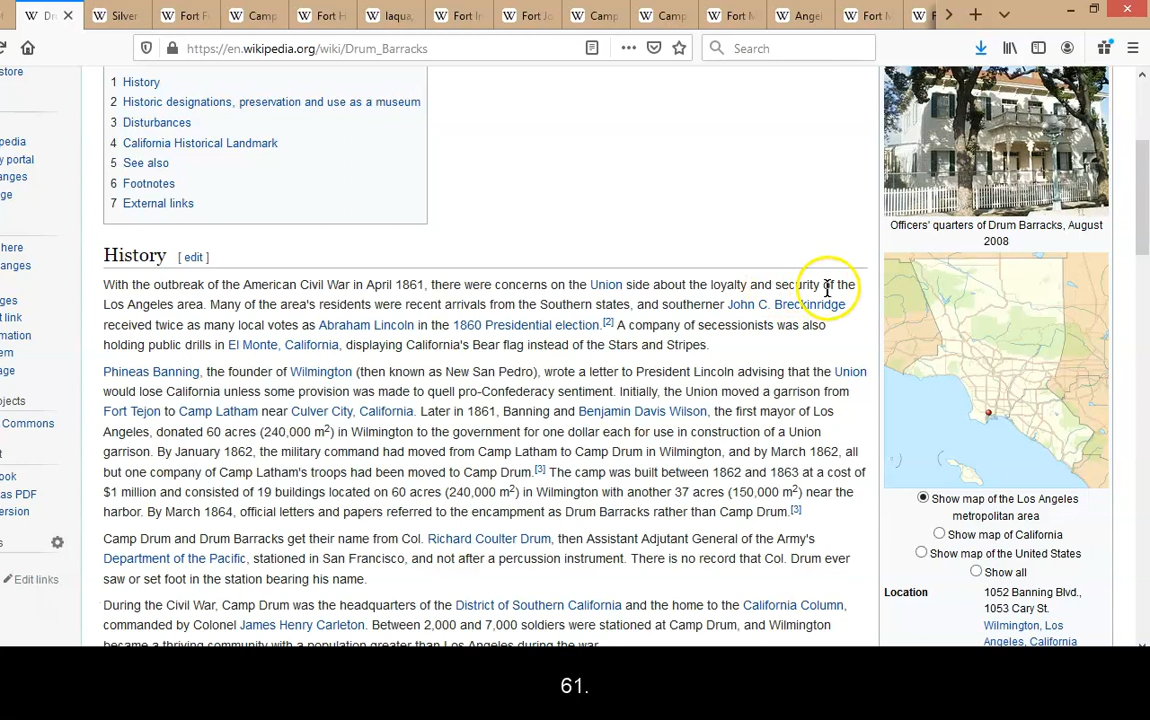 Dr
Silver
Fort F
Camp
Fort H
Iaqua,
Fort In
Fort Jo
Camp
Camp
Fort M
Angel
Fort M
https://en.wikipedia.org/wiki/Drum_Barracks
Search
store
pedia
y portal
anges
ge
here
anges
ges
t link
mation
em
age
ojects
Commons
ok
as PDF
ersion
s
Edit links
1 History
2 Historic designations, preservation and use as a museum
3 Disturbances
4 California Historical Landmark
5 See also
6 Footnotes
7 External links
History [ edit ]
With the outbreak of the American Civil War in April 1861, there were concerns on the Union side about the loyalty and security of the
Los Angeles area. Many of the area's residents were recent arrivals from the Southern states, and southerner John C. Breckinridge
received twice as many local votes as Abraham Lincoln in the 1860 Presidential election.[2] A company of secessionists was also
holding public drills in El Monte, California, displaying California's Bear flag instead of the Stars and Stripes.
Phineas Banning, the founder of Wilmington (then known as New San Pedro), wrote a letter to President Lincoln advising that the Union
would lose California unless some provision was made to quell pro-Confederacy sentiment. Initially, the Union moved a garrison from
Fort Tejon to Camp Latham near Culver City, California. Later in 1861, Banning and Benjamin Davis Wilson, the first mayor of Los
Angeles, donated 60 acres (240,000 m2) in Wilmington to the government for one dollar each for use in construction of a Union
garrison. By January 1862, the military command had moved from Camp Latham to Camp Drum in Wilmington, and by March 1862, all
but one company of Camp Latham's troops had been moved to Camp Drum.[3] The camp was built between 1862 and 1863 at a cost of
$1 million and consisted of 19 buildings located on 60 acres (240,000 m2) in Wilmington with another 37 acres (150,000 m2) near the
harbor. By March 1864, official letters and papers referred to the encampment as Drum Barracks rather than Camp Drum.[3]
Camp Drum and Drum Barracks get their name from Col. Richard Coulter Drum, then Assistant Adjutant General of the Army's
Department of the Pacific, stationed in San Francisco, and not after a percussion instrument. There is no record that Col. Drum ever
saw or set foot in the station bearing his name.
During the Civil War, Camp Drum was the headquarters of the District of Southern California and the home to the California Column,
commanded by Colonel James Henry Carleton. Between 2,000 and 7,000 soldiers were stationed at Camp Drum, and Wilmington
became a thriving community with a population greater than Los Angeles during the war.
Officers' quarters of Drum Barracks, August
2008
Show map of the Los Angeles
metropolitan area
Show map of California
Show map of the United States
Show all
Location 1052 Banning Blvd.,
1053 Cary St.
Wilmington, Los
Angeles, California
61.